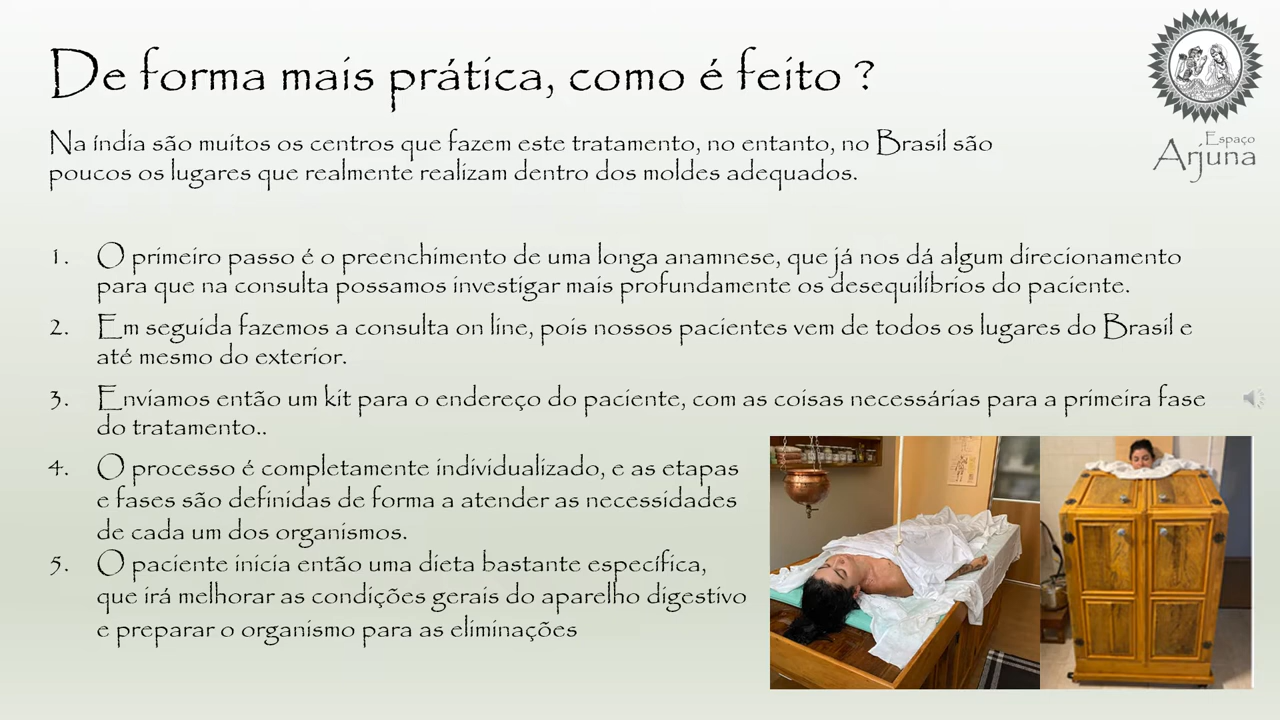 De forma mais prática, como é feito ?
Espaço
Arjuna
Na índia são muitos os centros que fazem este tratamento, no entanto, no Brasil são
poucos os lugares que realmente realizam dentro dos moldes adequados.
1. O primeiro passo é o preenchimento de uma longa anamnese, que já nos dá algum direcionamento
para que na consulta possamos investigar mais profundamente os desequilíbrios do paciente.
2. Em seguida fazemos a consulta on line, pois nossos pacientes vem de todos os lugares do Brasil e
até mesmo do exterior.
3. Enviamos então um kit para o endereço do paciente, com as coisas necessárias para a primeira fase
do tratamento..
4. O processo é completamente individualizado, e as etapas
e fases são definidas de forma a atender as necessidades
de cada um dos organismos.
5. O paciente inicia então uma dieta bastante específica,
que irá melhorar as condições gerais do aparelho digestivo
e preparar o organismo para as eliminações